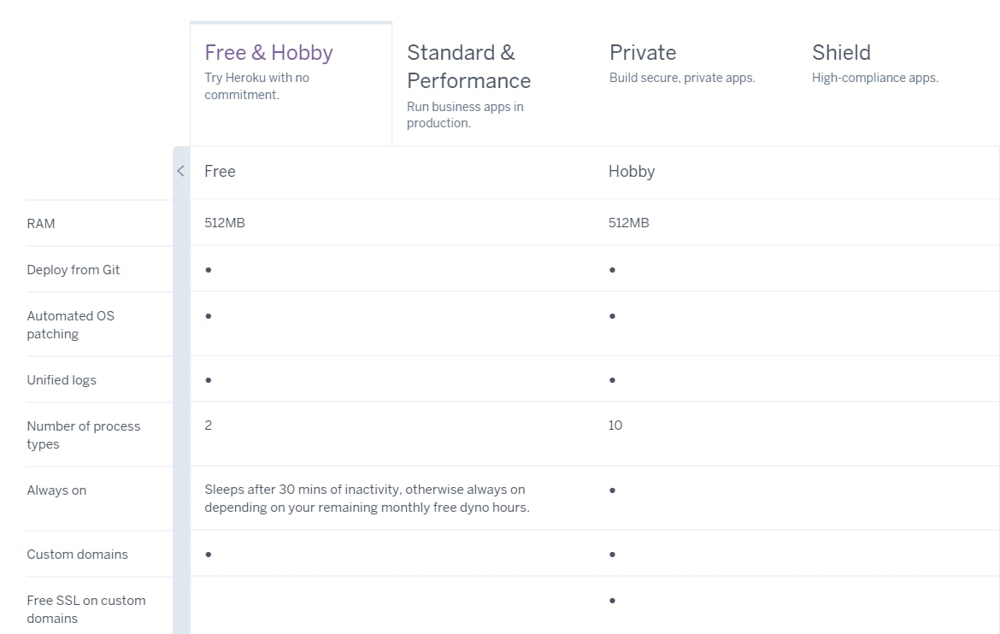 Free & Hobby
Try Heroku with no
commitment.
Standard &
Performance
Run business apps in
production.
Private
Build secure, private apps.
Shield
High-compliance apps.
Free
Hobby
RAM
512MB
512MB
Deploy from Git
•
•
Automated OS
patching
•
•
Unified logs
•
•
Number of process
types
2
10
Always on
Sleeps after 30 mins of inactivity, otherwise always on
depending on your remaining monthly free dyno hours.
•
Custom domains
•
•
Free SSL on custom
domains
•